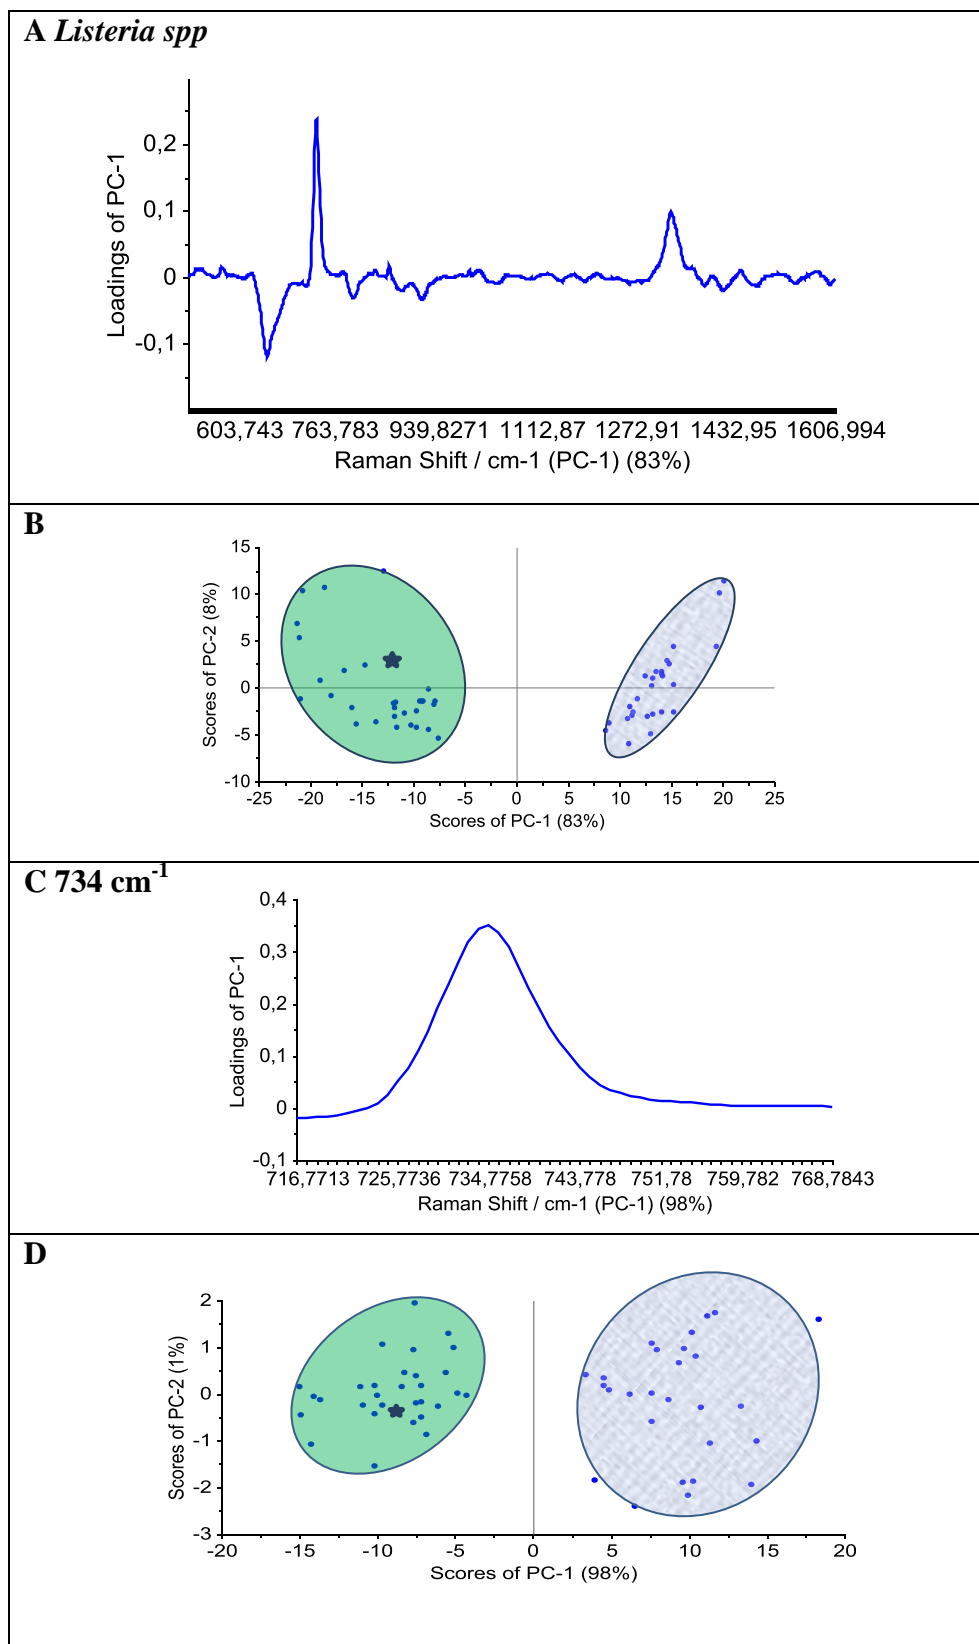 A Listeria spp
0,2
0,1
0
-0,1
Loadings of PC-1
603,743 763,783 939,8271 1112,87 1272,91 1432,95 1606,994
Raman Shift / cm-1 (PC-1) (83%)
B
15
10
5
0
-5
-10
Scores of PC-2 (8%)
-25 -20 -15 -10 -5 0 5 10 15 20 25
Scores of PC-1 (83%)
C 734 cm-1
0,4
0,3
0,2
0,1
0
-0,1
Loadings of PC-1
716,7713 725,7736 734,7758 743,778 751,78 759,782 768,7843
Raman Shift / cm-1 (PC-1) (98%)
D
2
1
0
-1
-2
-3
Scores of PC-2 (1%)
-20 -15 -10 -5 0 5 10 15 20
Scores of PC-1 (98%)